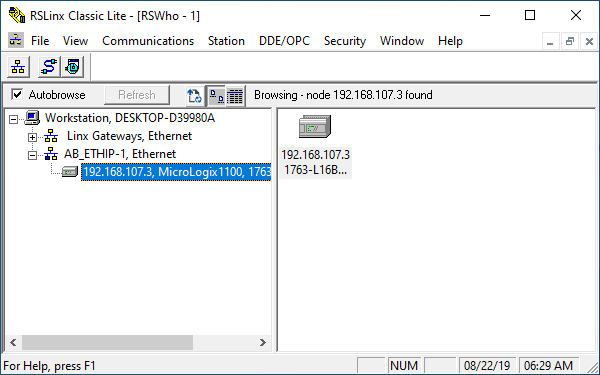 RSLinx Classic Lite - [RSWho - 1]
File View Communications Station DDE/OPC Security Window Help
Autobrowse Refresh Browsing - node 192.168.107.3 found
Workstation, DESKTOP-D39980A
Linx Gateways, Ethernet
AB_ETHIP-1, Ethernet
192.168.107.3, MicroLogix1100, 1763
192.168.107.3
1763-L16B...
For Help, press F1 NUM 08/22/19 06:29 AM